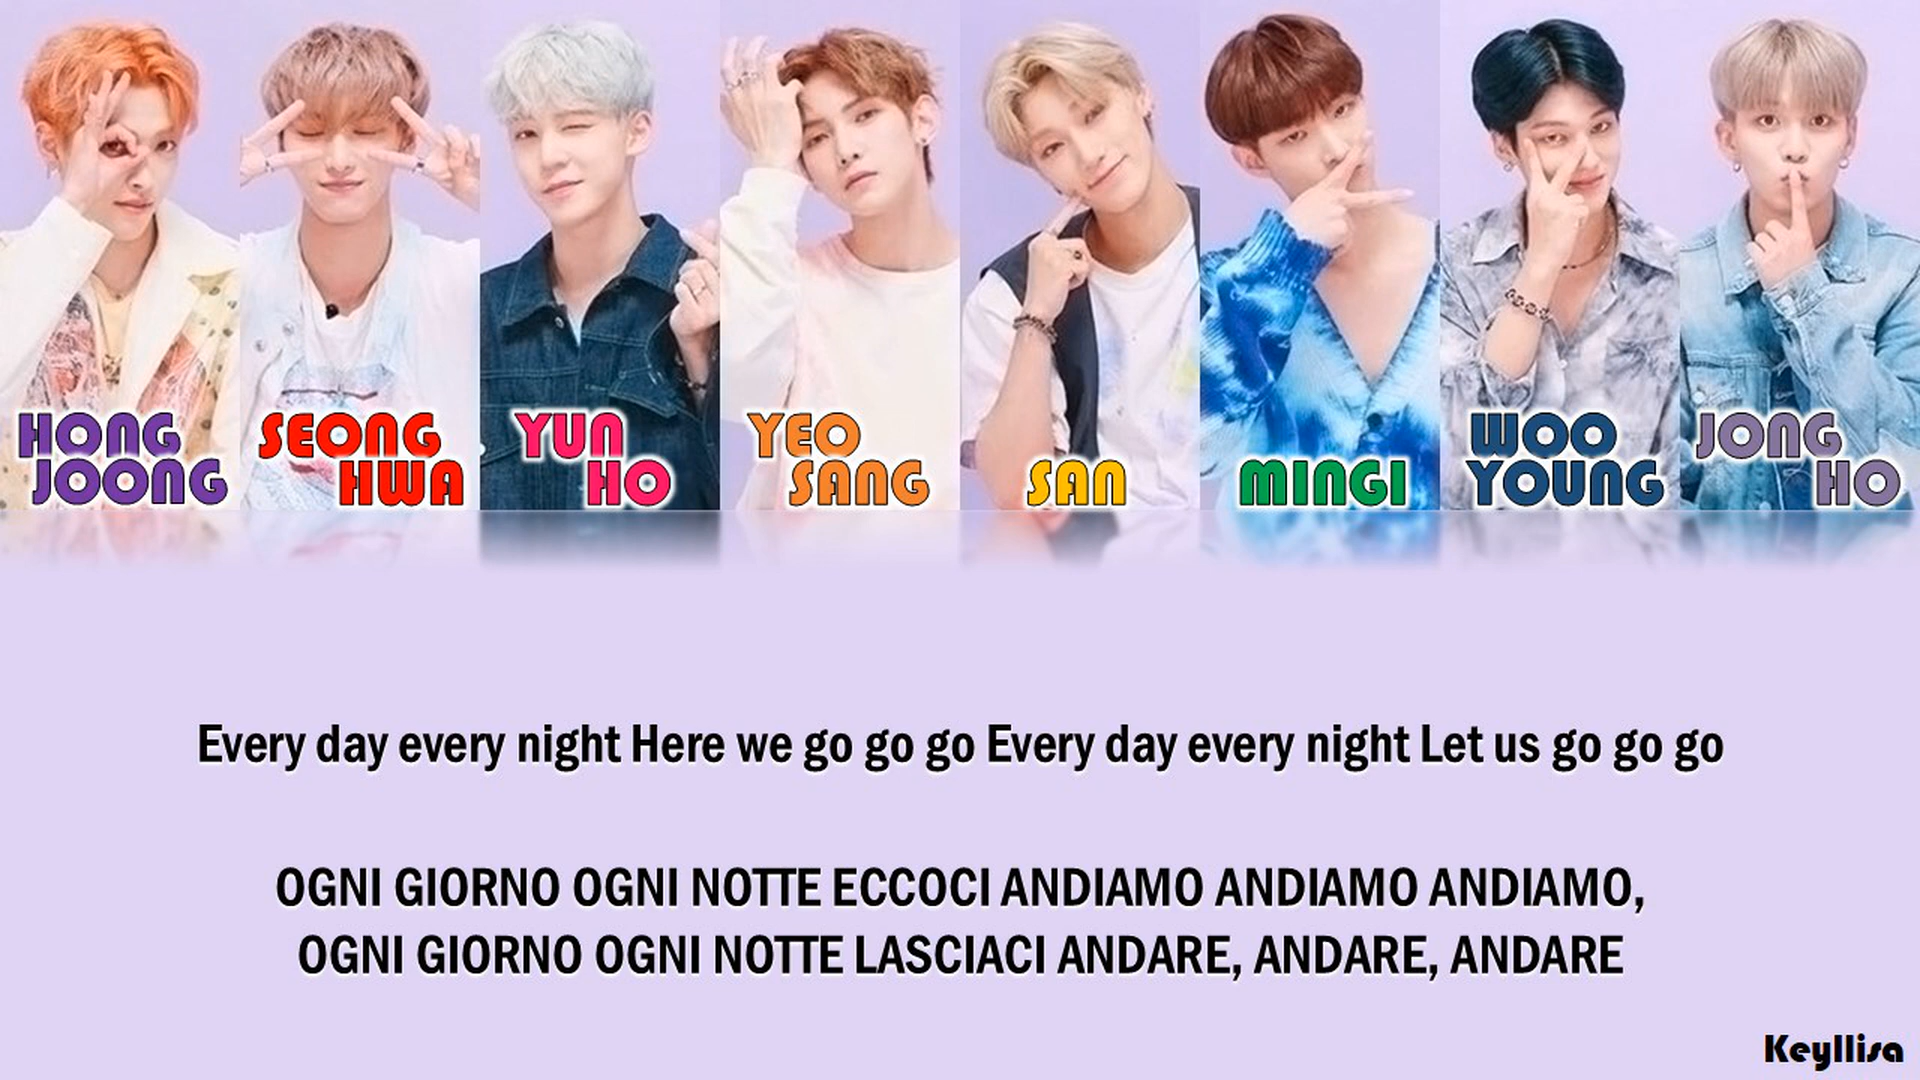 HONG JOONG
SEONG HWA
YUN HO
YEO SANG
SAN
MINGI
WOO YOUNG
JONG HO
Every day every night Here we go go go Every day every night Let us go go go
OGNI GIORNO OGNI NOTTE ECCOCI ANDIAMO ANDIAMO ANDIAMO,
OGNI GIORNO OGNI NOTTE LASCIACI ANDARE, ANDARE, ANDARE
Keyllisa